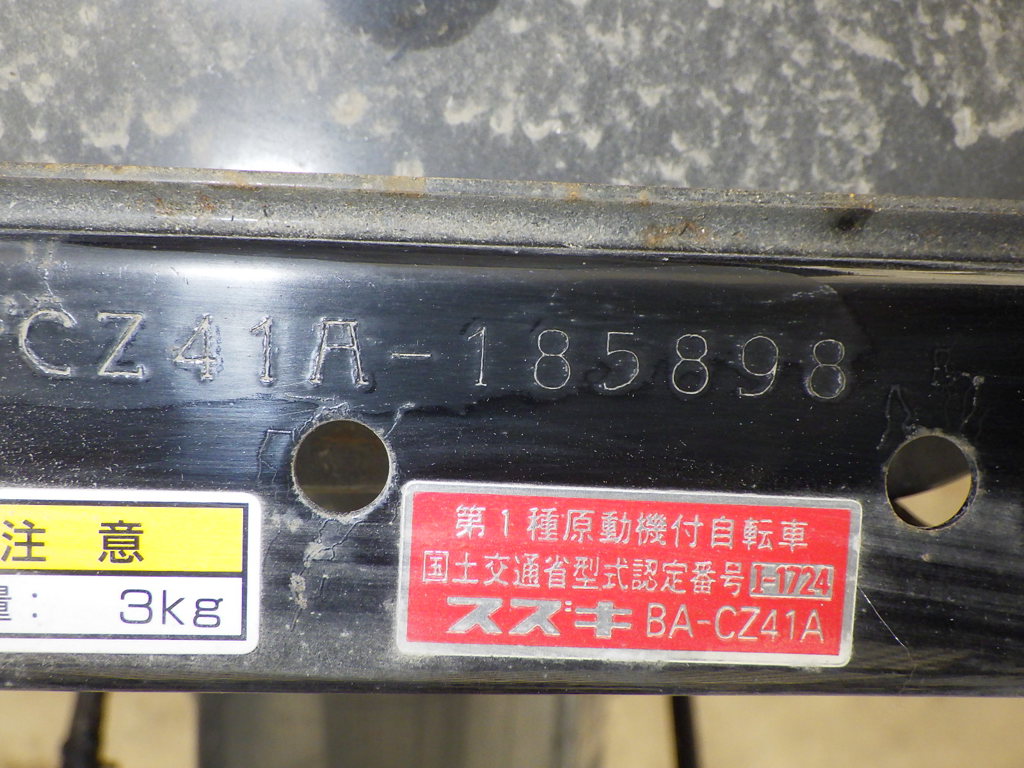 CZ41A-185898
注 意
量： 3kg
第1種原動機付自転車
国土交通省型式認定番号 I-1724
スズキ BA-CZ41A